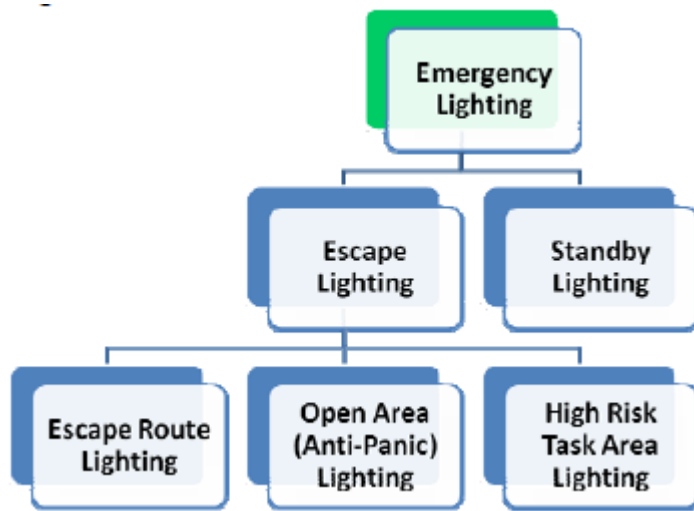 Emergency
Lighting
Escape
Lighting
Standby
Lighting
Escape Route
Lighting
Open Area
(Anti-Panic)
Lighting
High Risk
Task Area
Lighting